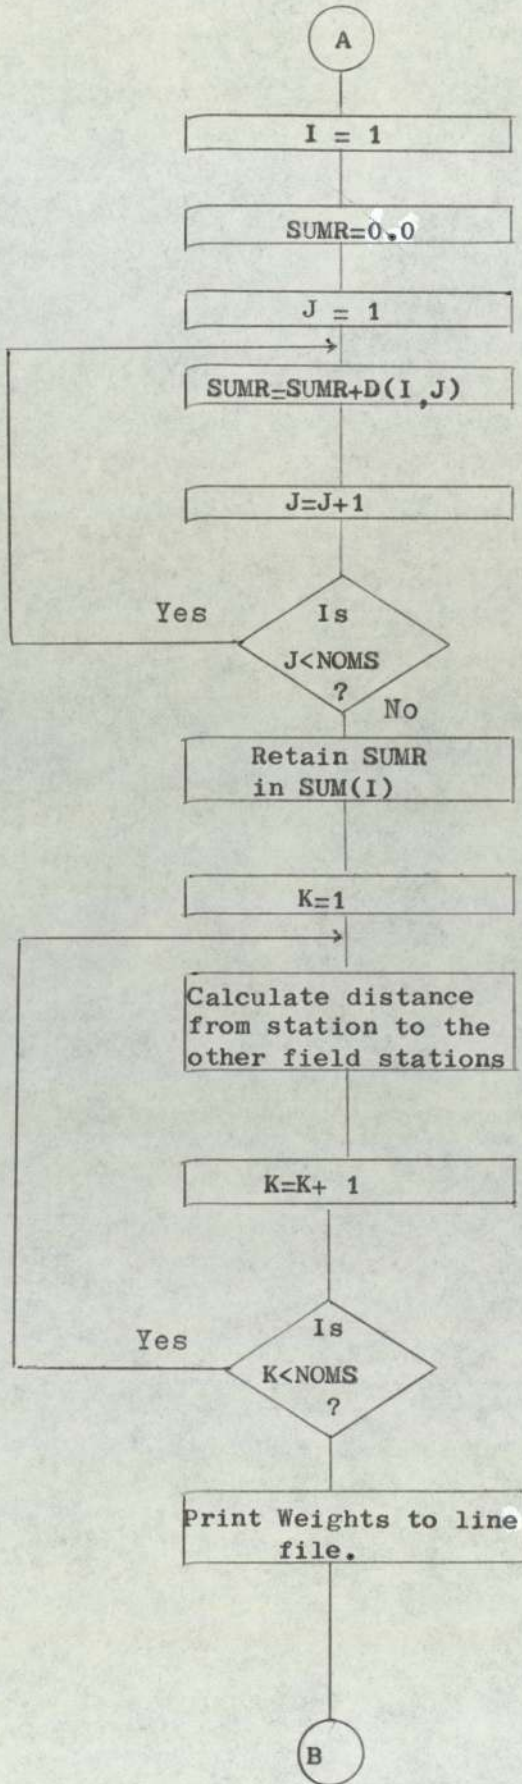 A
I = 1
SUMR=0.0
J = 1
SUMR=SUMR+D(I,J)
J=J+1
Yes
Is
J<NOMS
?
No
Retain SUMR
in SUM(I)
K=1
Calculate distance
from station to the
other field stations
K=K+ 1
Yes
Is
K<NOMS
?
Print Weights to line
file.
B